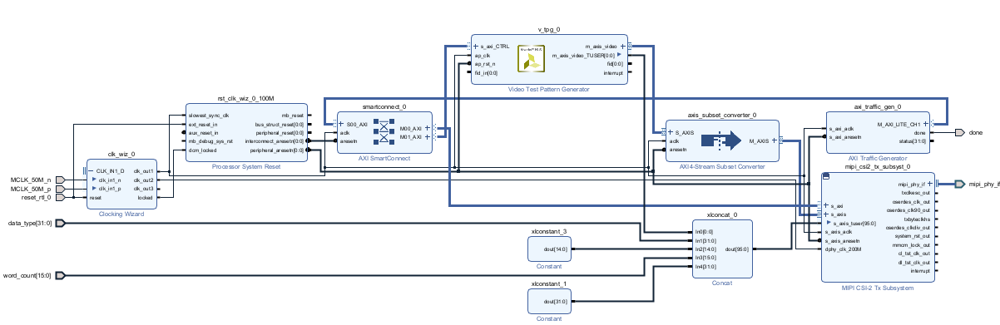 v_tpg_0
s_axi_CTRL
ap_clk
ap_rst_n
fid_in[0:0]
m_axis_video
m_axis_video_TUSER[0:0]
fid[0:0]
interrupt
Video Test Pattern Generator
rst_clk_wiz_0_100M
slowest_sync_clk
ext_reset_in
aux_reset_in
mb_debug_sys_rst
dcm_locked
mb_reset
bus_struct_reset[0:0]
peripheral_reset[0:0]
interconnect_aresetn[0:0]
peripheral_aresetn[0:0]
Processor System Reset
smartconnect_0
S00_AXI
aclk
aresetn
M00_AXI
M01_AXI
AXI SmartConnect
axis_subset_converter_0
S_AXIS
aclk
aresetn
M_AXIS
AXI4-Stream Subset Converter
axi_traffic_gen_0
s_axi_aclk
s_axi_aresetn
M_AXI_LITE_CH1
done
status[31:0]
AXI Traffic Generator
done
clk_wiz_0
CLK_IN1_D
clk_in1_n
clk_in1_p
reset
clk_out1
clk_out2
clk_out3
locked
Clocking Wizard
MCLK_50M_n
MCLK_50M_p
reset_rtl_0
data_type[31:0]
word_count[15:0]
mipi_csi2_tx_subsyst_0
s_axi
s_axis
s_axis_tuser[95:0]
s_axis_aclk
s_axis_aresetn
dphy_clk_200M
mipi_phy_if
txdkesc_out
oserdes_clk_out
oserdes_clk90_out
txbyteclkhs
oserdes_clkdiv_out
system_rst_out
mmcm_lock_out
cl_tst_clk_out
dl_tst_clk_out
interrupt
MIPI CSI-2 Tx Subsystem
mipi_phy_if
xlconcat_0
In0[0:0]
In1[31:0]
In2[14:0]
In3[15:0]
In4[31:0]
dout[95:0]
Concat
xlconstant_3
dout[14:0]
Constant
xlconstant_1
dout[31:0]
Constant